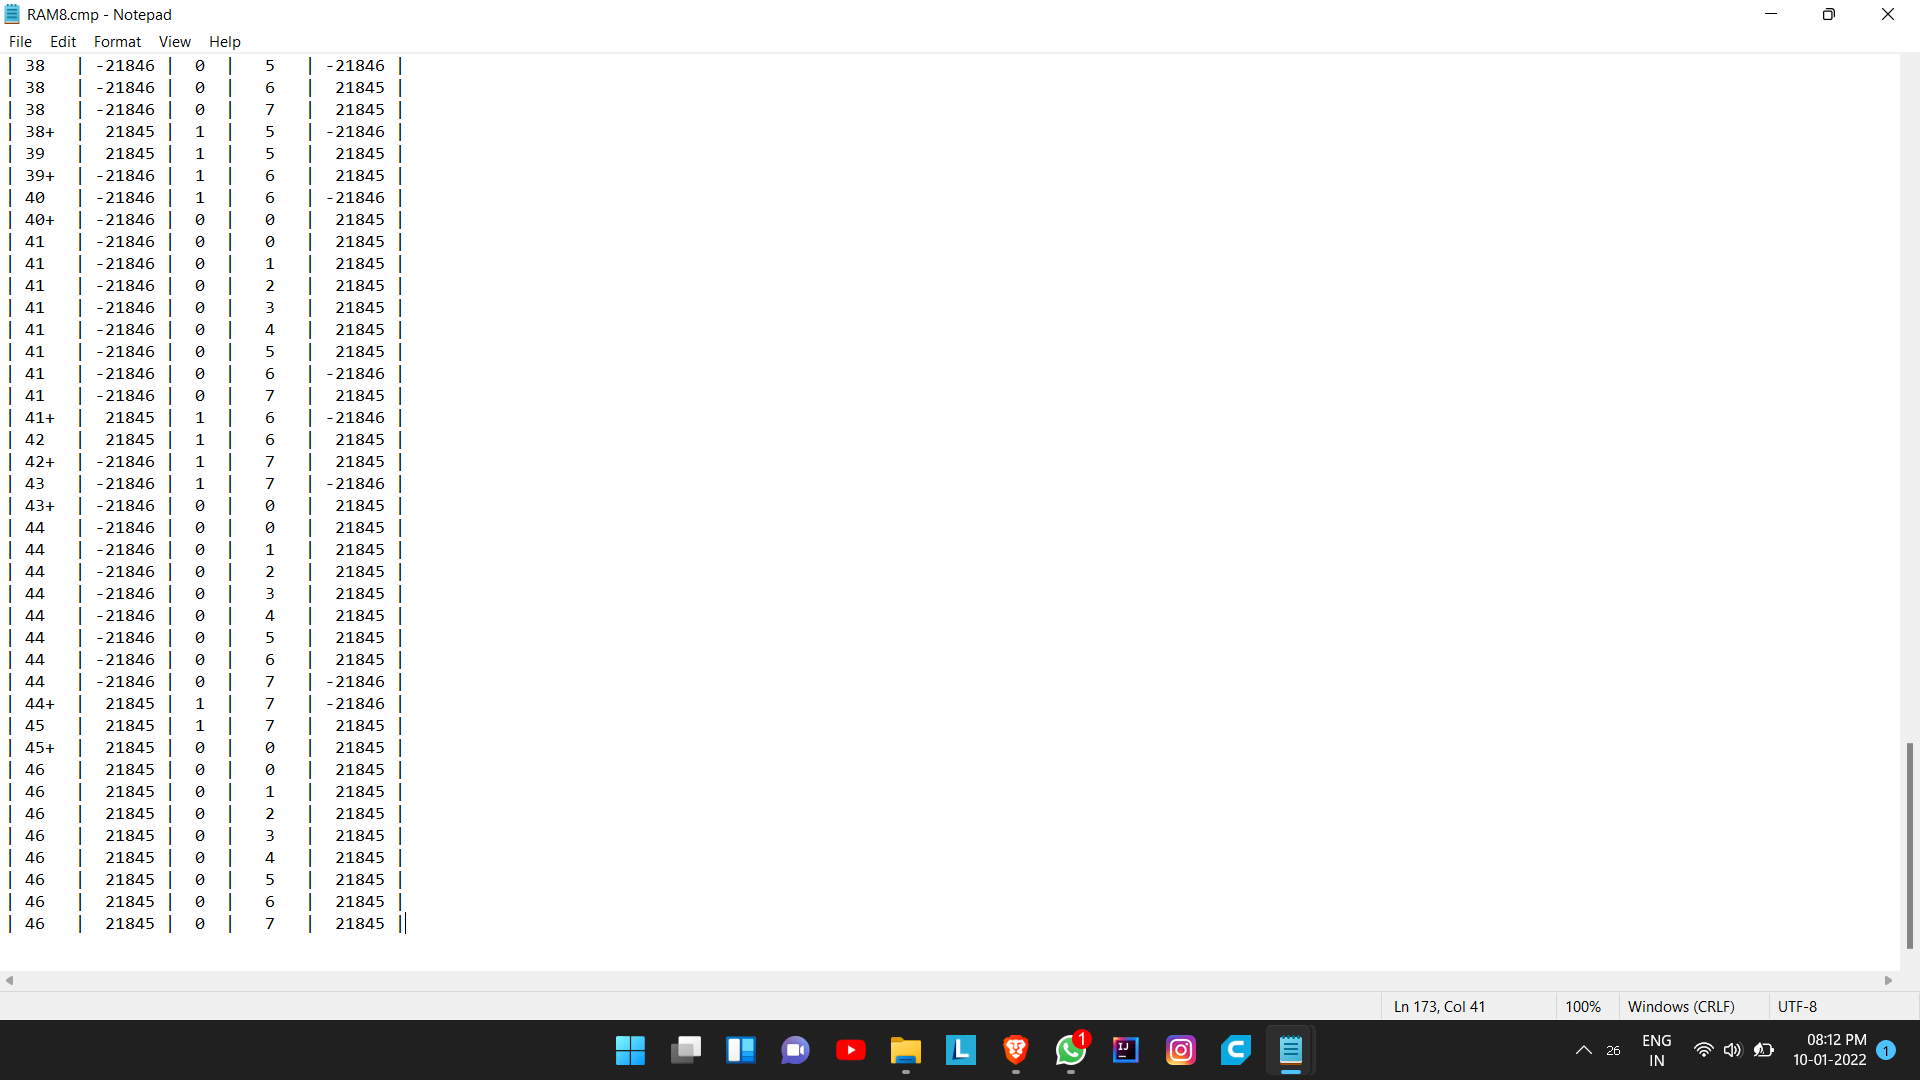 RAM8.cmp - Notepad
File Edit Format View Help
| 38   | -21846 |  0  |   5   | -21846 |
| 38   | -21846 |  0  |   6   |  21845 |
| 38   | -21846 |  0  |   7   |  21845 |
| 38+  |  21845 |  1  |   5   | -21846 |
| 39   |  21845 |  1  |   5   |  21845 |
| 39+  | -21846 |  1  |   6   |  21845 |
| 40   | -21846 |  1  |   6   | -21846 |
| 40+  | -21846 |  0  |   0   |  21845 |
| 41   | -21846 |  0  |   0   |  21845 |
| 41   | -21846 |  0  |   1   |  21845 |
| 41   | -21846 |  0  |   2   |  21845 |
| 41   | -21846 |  0  |   3   |  21845 |
| 41   | -21846 |  0  |   4   |  21845 |
| 41   | -21846 |  0  |   5   |  21845 |
| 41   | -21846 |  0  |   6   | -21846 |
| 41   | -21846 |  0  |   7   |  21845 |
| 41+  |  21845 |  1  |   6   | -21846 |
| 42   |  21845 |  1  |   6   |  21845 |
| 42+  | -21846 |  1  |   7   |  21845 |
| 43   | -21846 |  1  |   7   | -21846 |
| 43+  | -21846 |  0  |   0   |  21845 |
| 44   | -21846 |  0  |   0   |  21845 |
| 44   | -21846 |  0  |   1   |  21845 |
| 44   | -21846 |  0  |   2   |  21845 |
| 44   | -21846 |  0  |   3   |  21845 |
| 44   | -21846 |  0  |   4   |  21845 |
| 44   | -21846 |  0  |   5   |  21845 |
| 44   | -21846 |  0  |   6   |  21845 |
| 44   | -21846 |  0  |   7   | -21846 |
| 44+  |  21845 |  1  |   7   | -21846 |
| 45   |  21845 |  1  |   7   |  21845 |
| 45+  |  21845 |  0  |   0   |  21845 |
| 46   |  21845 |  0  |   0   |  21845 |
| 46   |  21845 |  0  |   1   |  21845 |
| 46   |  21845 |  0  |   2   |  21845 |
| 46   |  21845 |  0  |   3   |  21845 |
| 46   |  21845 |  0  |   4   |  21845 |
| 46   |  21845 |  0  |   5   |  21845 |
| 46   |  21845 |  0  |   6   |  21845 |
| 46   |  21845 |  0  |   7   |  21845 |
Ln 173, Col 41 100% Windows (CRLF) UTF-8
L 1 IJ C 26 ENG 08:12 PM 1
IN 10-01-2022